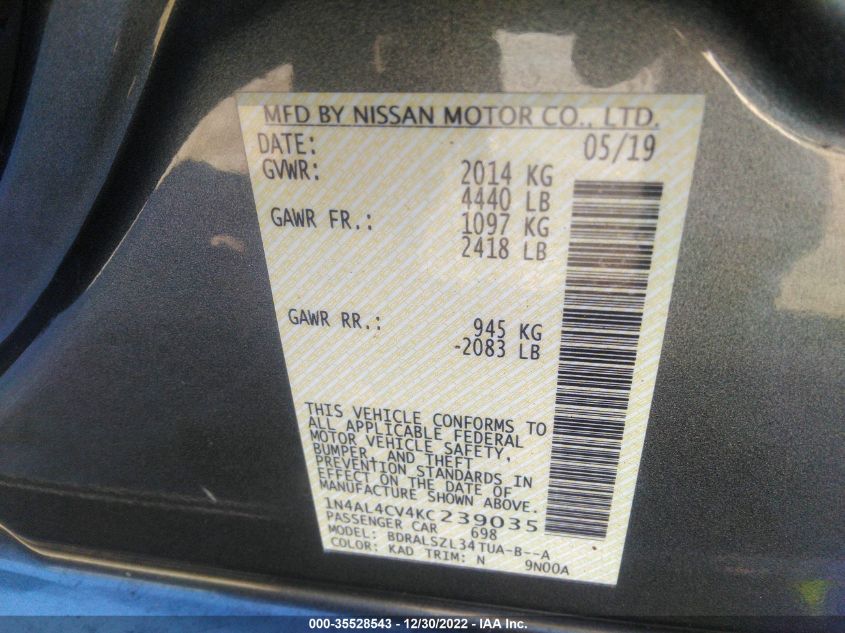 MFD BY NISSAN MOTOR CO., LTD.
DATE: 05/19
GVWR: 2014 KG
4440 LB
GAWR FR.: 1097 KG
2418 LB
GAWR RR.: 945 KG
-2083 LB
THIS VEHICLE CONFORMS TO
ALL APPLICABLE FEDERAL
MOTOR VEHICLE SAFETY,
BUMPER, AND THEFT
PREVENTION STANDARDS IN
EFFECT ON THE DATE OF
MANUFACTURE SHOWN ABOVE.
1N4AL4CV4KC239035
PASSENGER CAR 698
MODEL: BDRALSZL34TUA-B--A
COLOR: KAD TRIM: N 9N00A
000-35528543 - 12/30/2022 - IAA Inc.